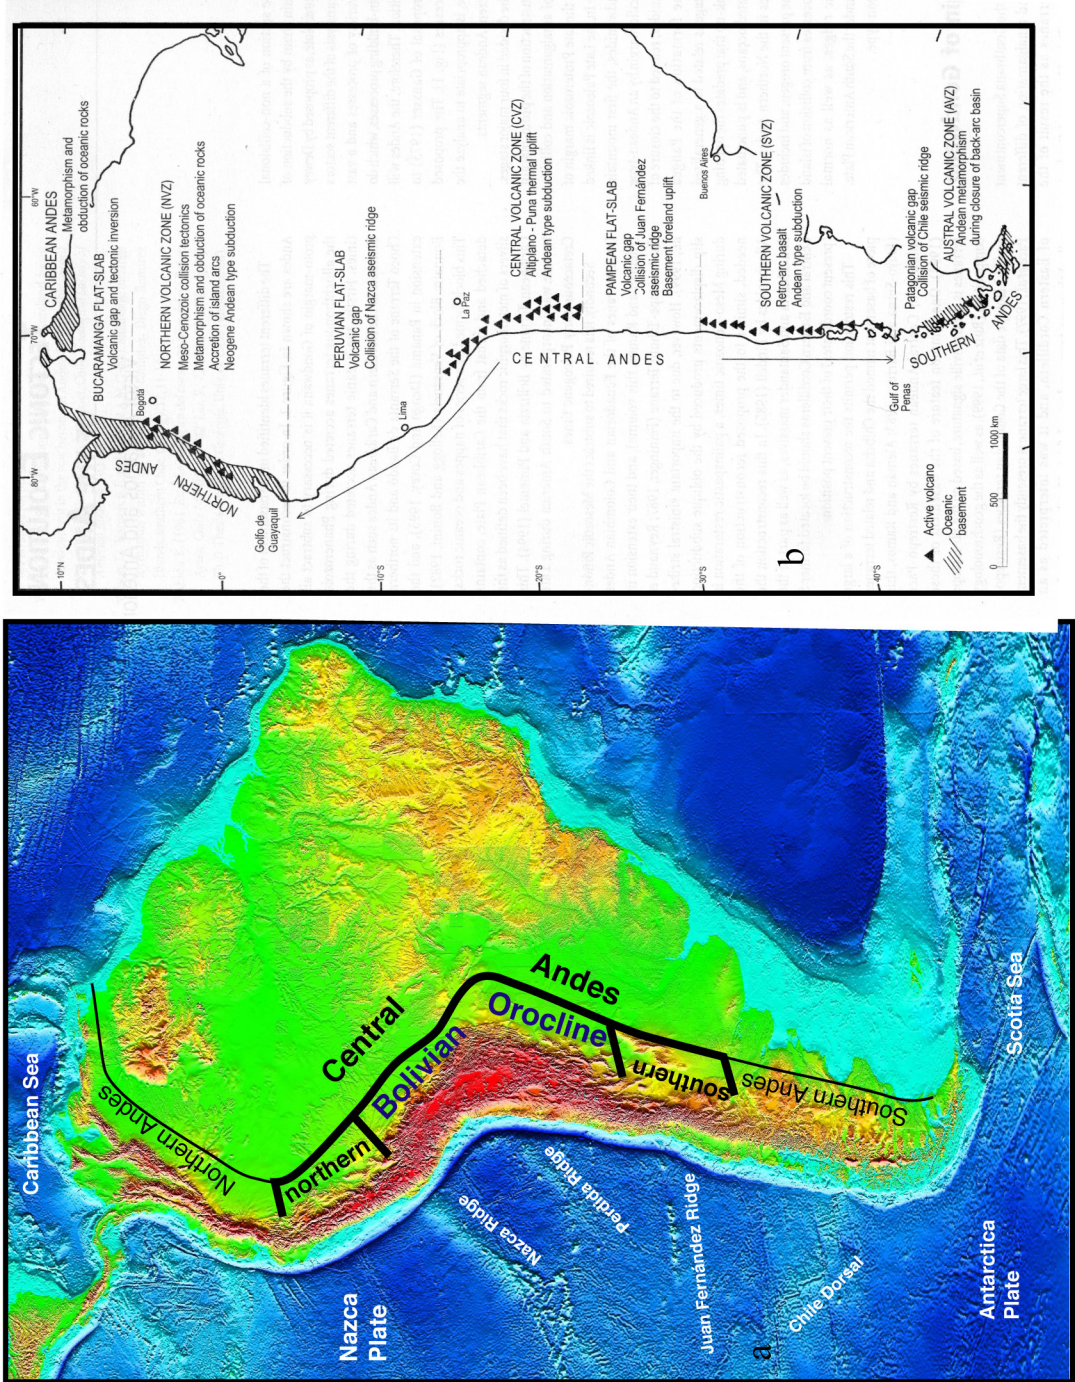 CARIBBEAN ANDES
Metamorphism and
obduction of oceanic rocks
BUCARAMANGA FLAT-SLAB
Volcanic gap and tectonic inversion
NORTHERN VOLCANIC ZONE (NVZ)
Meso-Cenozoic collision tectonics
Metamorphism and obduction of oceanic rocks
Accretion of island arcs
Neogene Andean type subduction
PERUVIAN FLAT-SLAB
Volcanic gap
Collision of Nazca aseismic ridge
CENTRAL VOLCANIC ZONE (CVZ)
Altiplano - Puna thermal uplift
Andean type subduction
PAMPEAN FLAT-SLAB
Volcanic gap
Collision of Juan Fernández
aseismic ridge
Basement foreland uplift
SOUTHERN VOLCANIC ZONE (SVZ)
Retro-arc basalt
Andean type subduction
Patagonian volcanic gap
Collision of Chile seismic ridge
AUSTRAL VOLCANIC ZONE (AVZ)
Andean metamorphism
during closure of back-arc basin
60°W
70°W
80°W
10°N
0°
10°S
20°S
30°S
40°S
Bogotá
La Paz
Lima
Buenos Aires
NORTHERN ANDES
CENTRAL ANDES
SOUTHERN ANDES
Golfo de
Guayaquil
Gulf of
Penas
Active volcano
Oceanic
basement
0 500 1000 km
b
Caribbean Sea
Northern Andes
Central Andes
northern
Bolivian Orocline
southern
Southern Andes
Nazca
Plate
Nazca Ridge
Perdida Ridge
Juan Fernández Ridge
Chile Dorsal
Antarctica
Plate
Scotia Sea
a